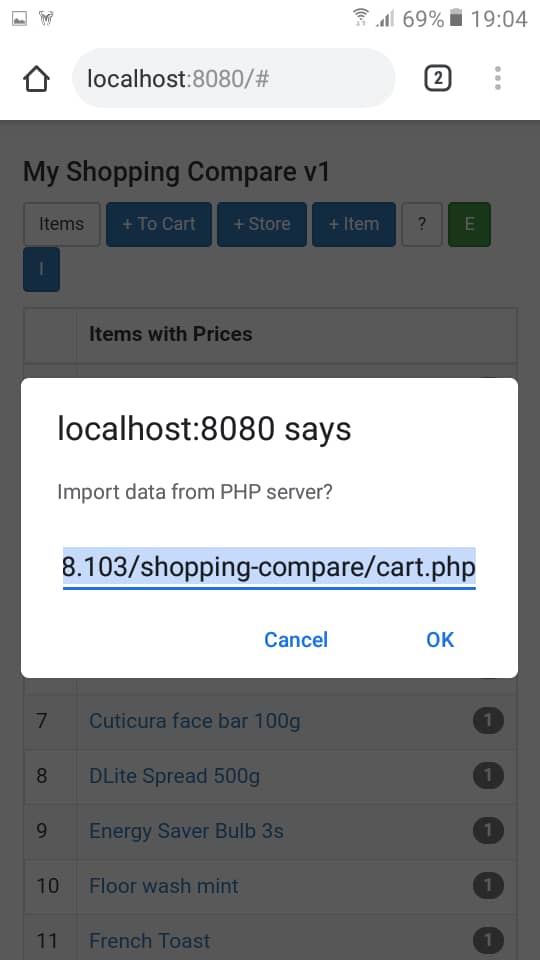 69% 19:04
localhost:8080/# 2
My Shopping Compare v1
Items + To Cart + Store + Item ? E
I
Items with Prices
localhost:8080 says
Import data from PHP server?
8.103/shopping-compare/cart.php
Cancel OK
7 Cuticura face bar 100g 1
8 DLite Spread 500g 1
9 Energy Saver Bulb 3s 1
10 Floor wash mint 1
11 French Toast 1